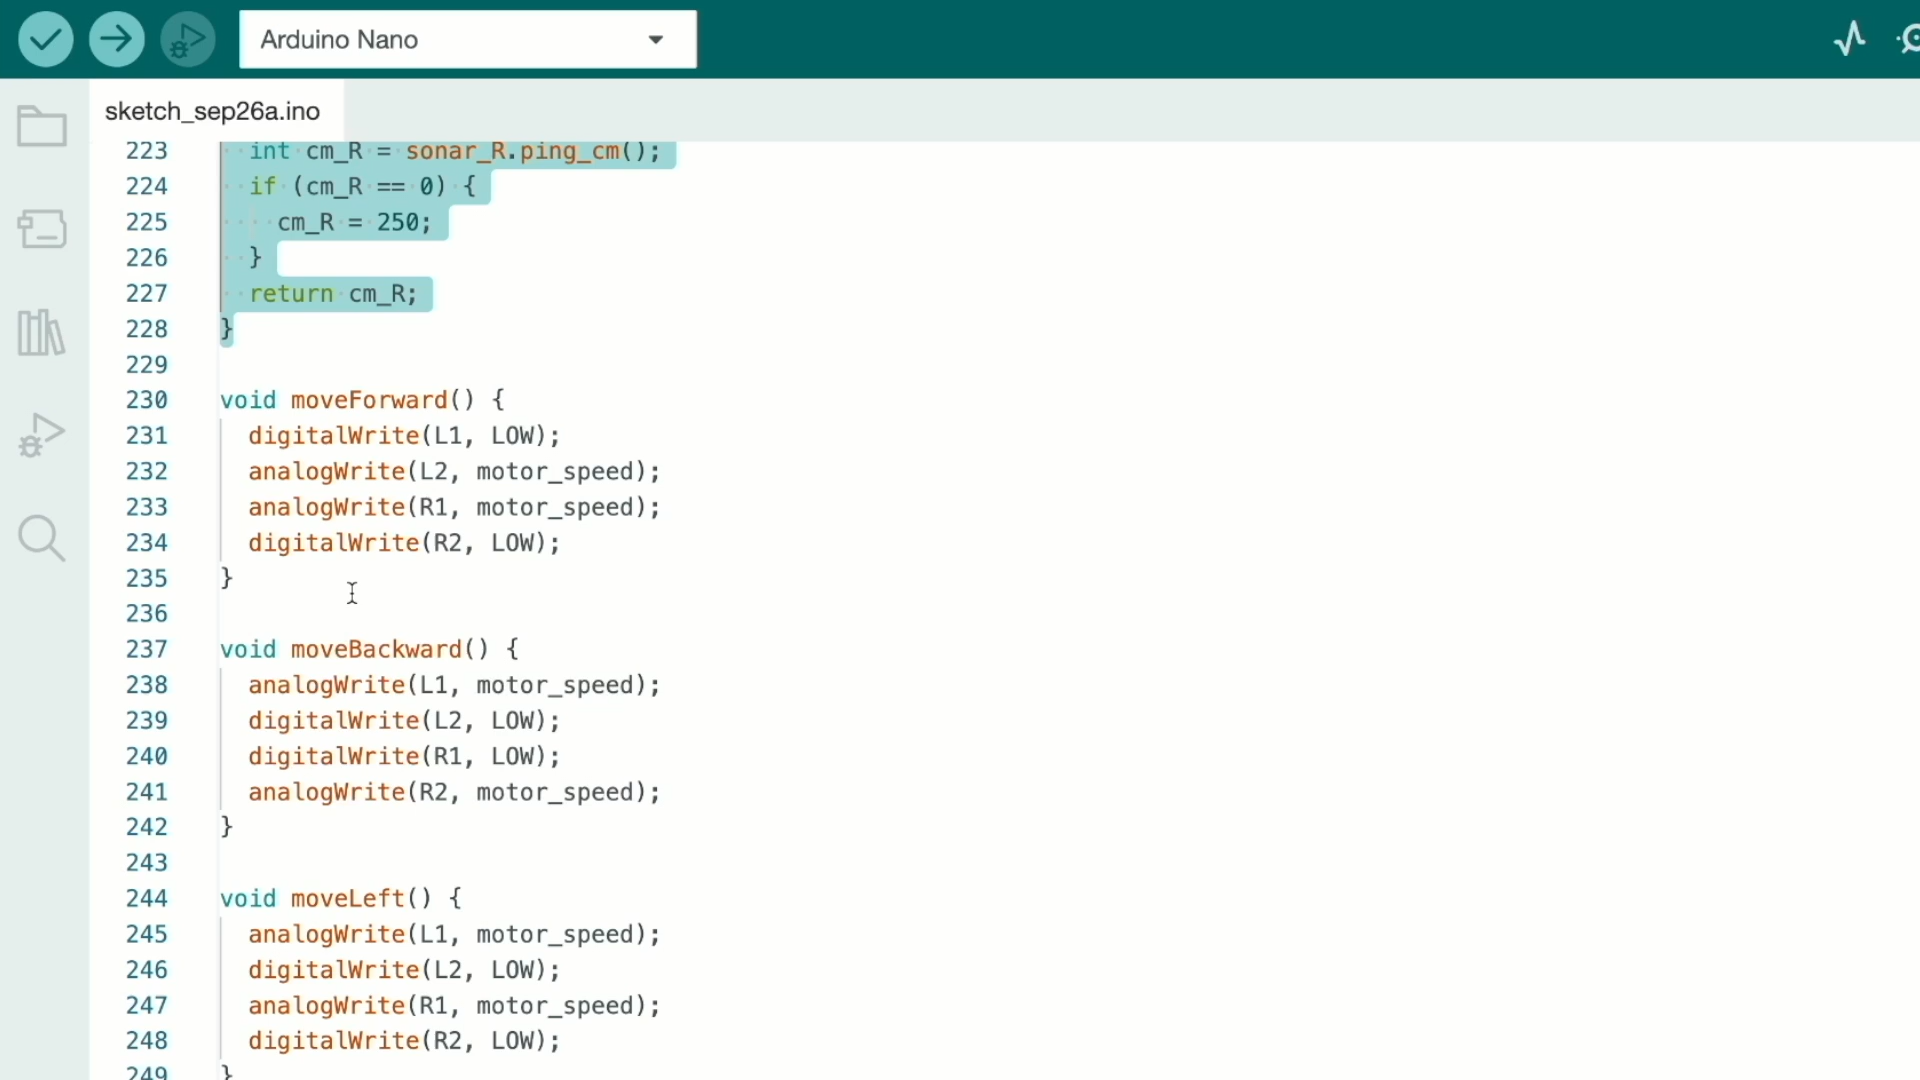 Arduino Nano
sketch_sep26a.ino
223 int cm_R = sonar_R.ping_cm();
224 if (cm_R == 0) {
225 cm_R = 250;
226 }
227 return cm_R;
228 }
229
230 void moveForward() {
231 digitalWrite(L1, LOW);
232 analogWrite(L2, motor_speed);
233 analogWrite(R1, motor_speed);
234 digitalWrite(R2, LOW);
235 }
236
237 void moveBackward() {
238 analogWrite(L1, motor_speed);
239 digitalWrite(L2, LOW);
240 digitalWrite(R1, LOW);
241 analogWrite(R2, motor_speed);
242 }
243
244 void moveLeft() {
245 analogWrite(L1, motor_speed);
246 digitalWrite(L2, LOW);
247 analogWrite(R1, motor_speed);
248 digitalWrite(R2, LOW);
249 }